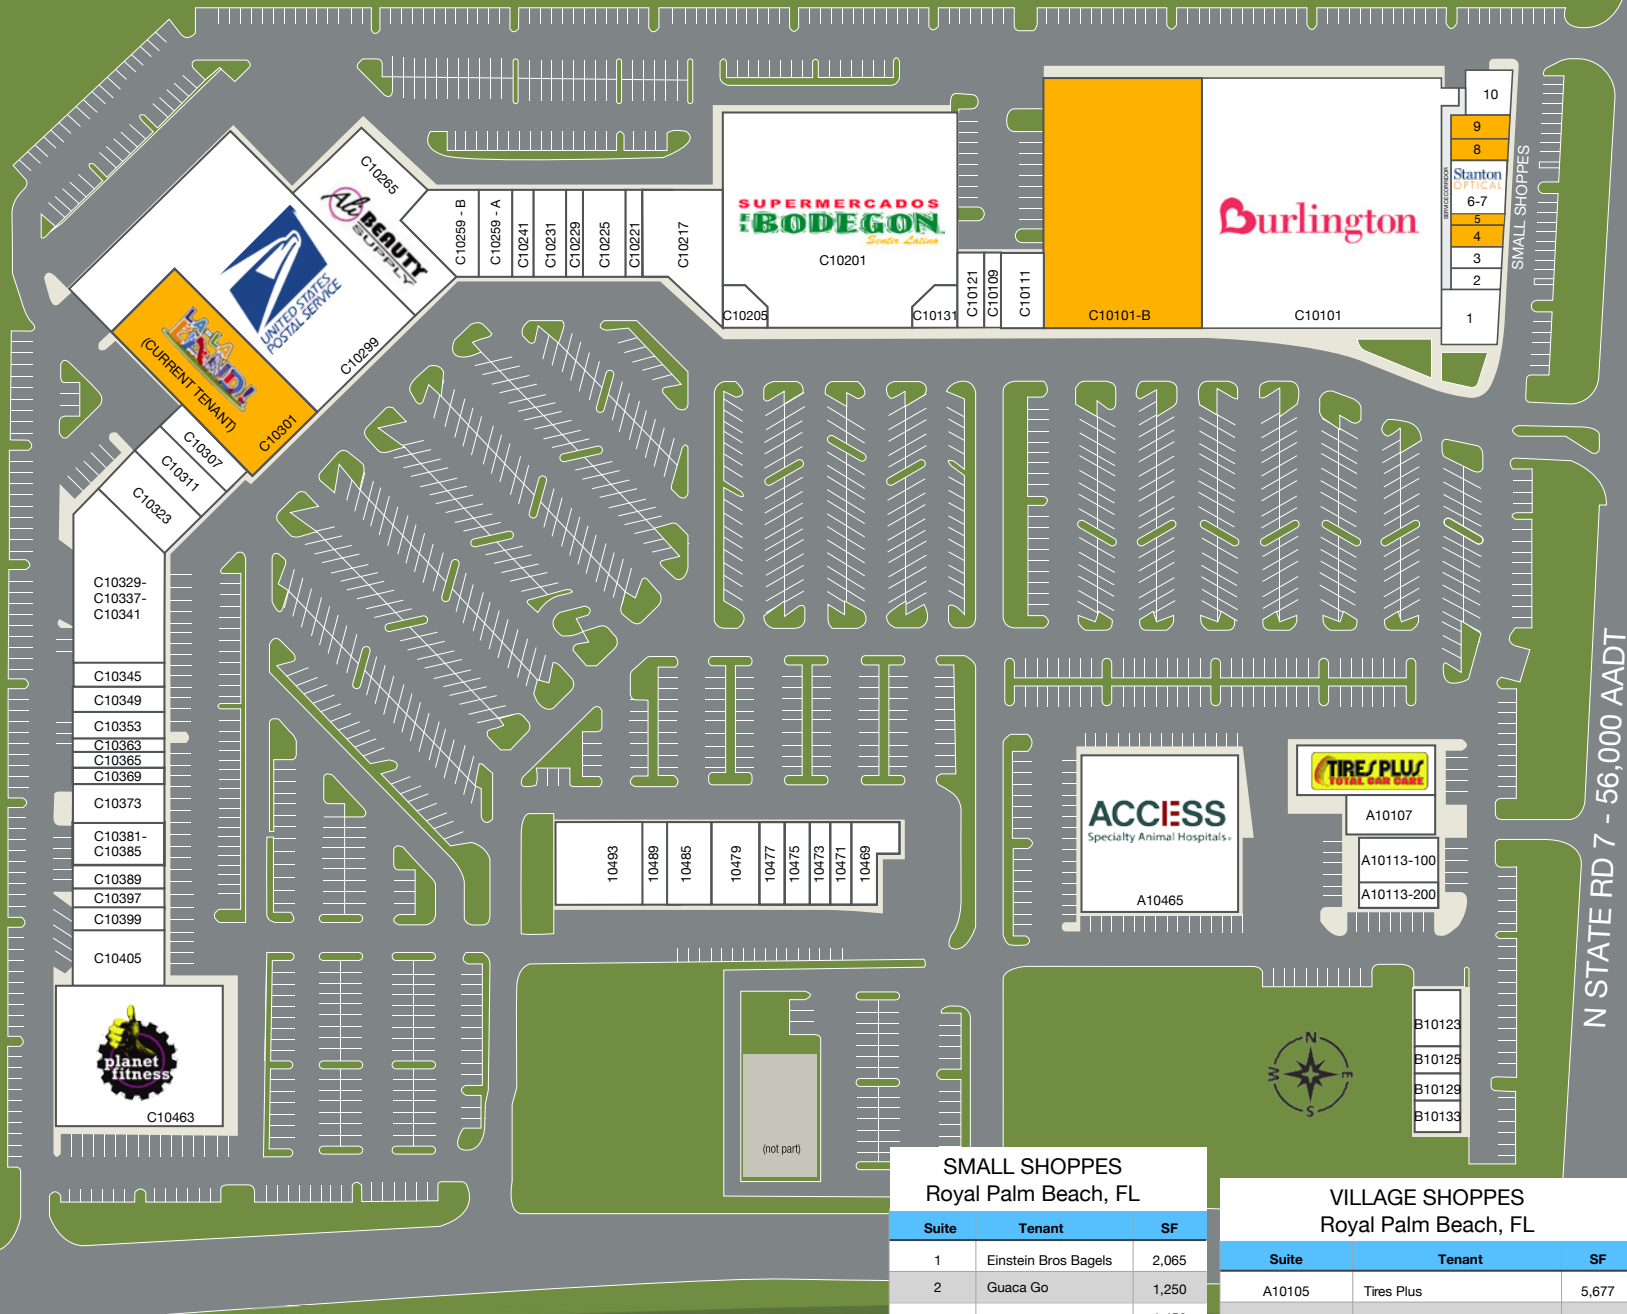 10
9
8
Stanton
OPTICAL
6-7
5
4
3
2
1
SERVICE CORRIDOR
SMALL SHOPPES
C10265
Ali
BEAUTY
SUPPLY
UNITED STATES
POSTAL SERVICE
C10299
LA-LA
LAND!
(CURRENT TENANT)
C10301
C10259 - B
C10259 - A
C10241
C10231
C10229
C10225
C10221
C10217
SUPERMERCADOS
EL BODEGON
Sentir Latino
C10201
C10205
C10131
C10121
C10109
C10111
C10101-B
Burlington
C10101
C10307
C10311
C10323
C10329-
C10337-
C10341
C10345
C10349
C10353
C10363
C10365
C10369
C10373
C10381-
C10385
C10389
C10397
C10399
C10405
planet
fitness
C10463
10493
10489
10485
10479
10477
10475
10473
10471
10469
ACCESS
Specialty Animal Hospitals
A10465
TIRES PLUS
TOTAL CAR CARE
A10107
A10113-100
A10113-200
N STATE RD 7 - 56,000 AADT
B10123
B10125
B10129
B10133
N
W
E
S
(not part)
SMALL SHOPPES
Royal Palm Beach, FL
Suite Tenant SF
1 Einstein Bros Bagels 2,065
2 Guaca Go 1,250
VILLAGE SHOPPES
Royal Palm Beach, FL
Suite Tenant SF
A10105 Tires Plus 5,677